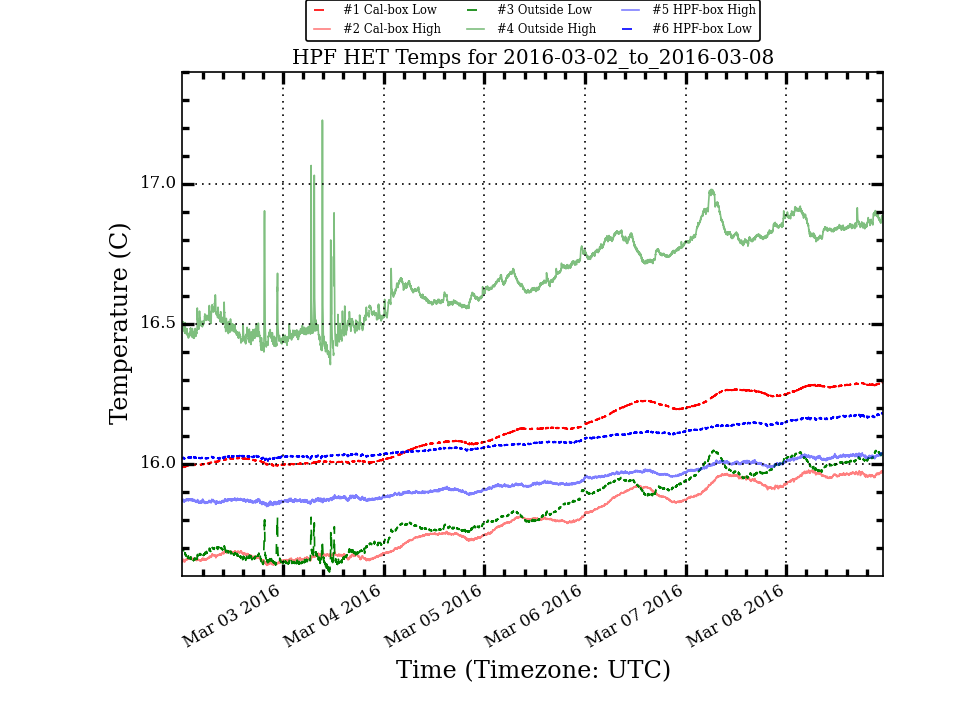 #1 Cal-box Low #3 Outside Low #5 HPF-box High
#2 Cal-box High #4 Outside High #6 HPF-box Low
HPF HET Temps for 2016-03-02_to_2016-03-08
17.0
16.5
16.0
Temperature (C)
Mar 03 2016 Mar 04 2016 Mar 05 2016 Mar 06 2016 Mar 07 2016 Mar 08 2016
Time (Timezone: UTC)